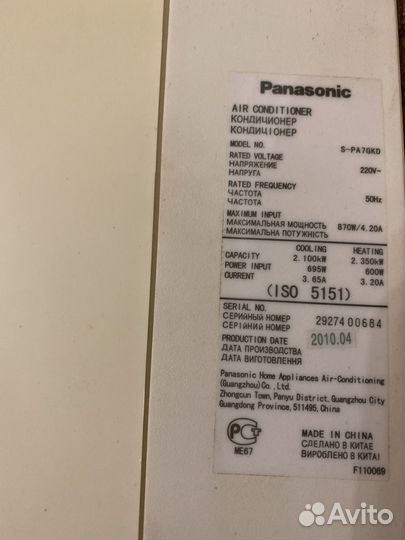 Panasonic
AIR CONDITIONER
КОНДИЦИОНЕР
КОНДИЦІОНЕР
MODEL NO. S-PA7GKD
RATED VOLTAGE
НАПРЯЖЕНИЕ 220V~
НАПРУГА
RATED FREQUENCY
ЧАСТОТА 50Hz
ЧАСТОТА
MAXIMUM INPUT
МАКСИМАЛЬНАЯ МОЩНОСТЬ 870W/4.20A
МАКСИМАЛЬНА ПОТУЖНІСТЬ
COOLING HEATING
CAPACITY 2.100kW 2.350kW
POWER INPUT 695W 600W
CURRENT 3.65A 3.20A
(ISO 5151)
SERIAL NO.
СЕРИЙНЫЙ НОМЕР 2927400684
СЕРІЙНИЙ НОМЕР
PRODUCTION DATE 2010.04
ДАТА ПРОИЗВОДСТВА
ДАТА ВИГОТОВЛЕННЯ
Panasonic Home Appliances Air-Conditioning
(Guangzhou)Co., Ltd.
Zhongcun Town, Panyu District, Guangzhou City
Guangdong Province, 511495, China
РСТ
ME67
MADE IN CHINA
СДЕЛАНО В КИТАЕ
ВИРОБЛЕНО В КИТАЇ
F110069
Avito